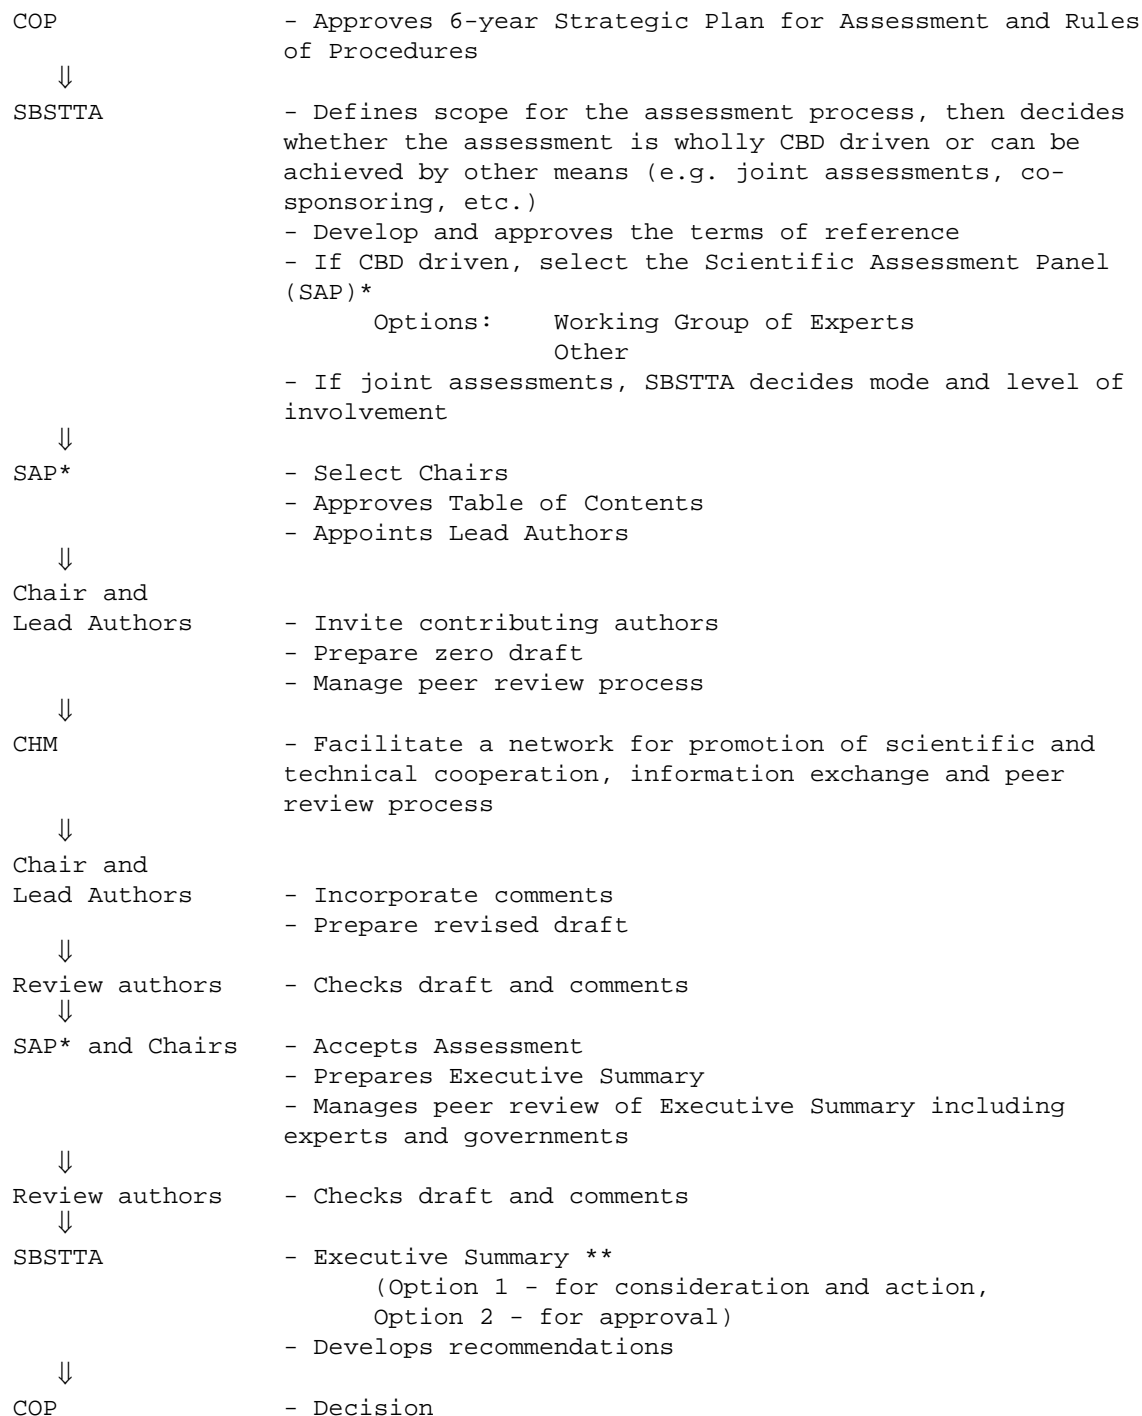 COP - Approves 6-year Strategic Plan for Assessment and Rules
of Procedures
⇓
SBSTTA - Defines scope for the assessment process, then decides
whether the assessment is wholly CBD driven or can be
achieved by other means (e.g. joint assessments, co-
sponsoring, etc.)
- Develop and approves the terms of reference
- If CBD driven, select the Scientific Assessment Panel
(SAP)*
Options: Working Group of Experts
Other
- If joint assessments, SBSTTA decides mode and level of
involvement
⇓
SAP* - Select Chairs
- Approves Table of Contents
- Appoints Lead Authors
⇓
Chair and
Lead Authors - Invite contributing authors
- Prepare zero draft
- Manage peer review process
⇓
CHM - Facilitate a network for promotion of scientific and
technical cooperation, information exchange and peer
review process
⇓
Chair and
Lead Authors - Incorporate comments
- Prepare revised draft
⇓
Review authors - Checks draft and comments
⇓
SAP* and Chairs - Accepts Assessment
- Prepares Executive Summary
- Manages peer review of Executive Summary including
experts and governments
⇓
Review authors - Checks draft and comments
⇓
SBSTTA - Executive Summary **
(Option 1 - for consideration and action,
Option 2 - for approval)
- Develops recommendations
⇓
COP - Decision